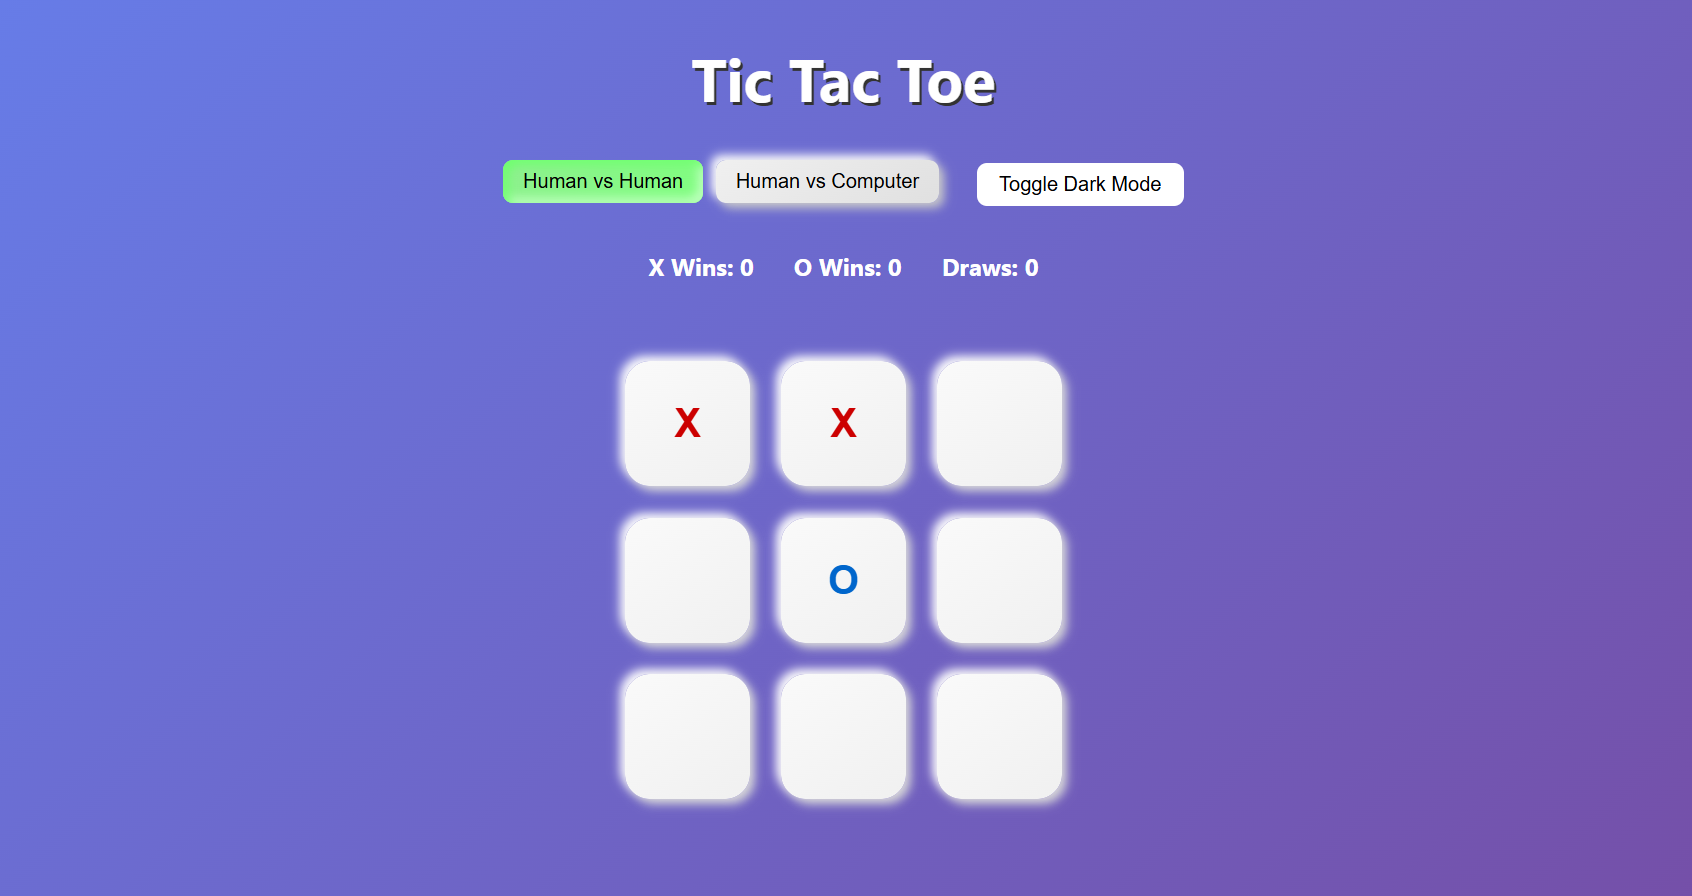 Tic Tac Toe
Human vs Human Human vs Computer Toggle Dark Mode
X Wins: 0 O Wins: 0 Draws: 0
X X
O